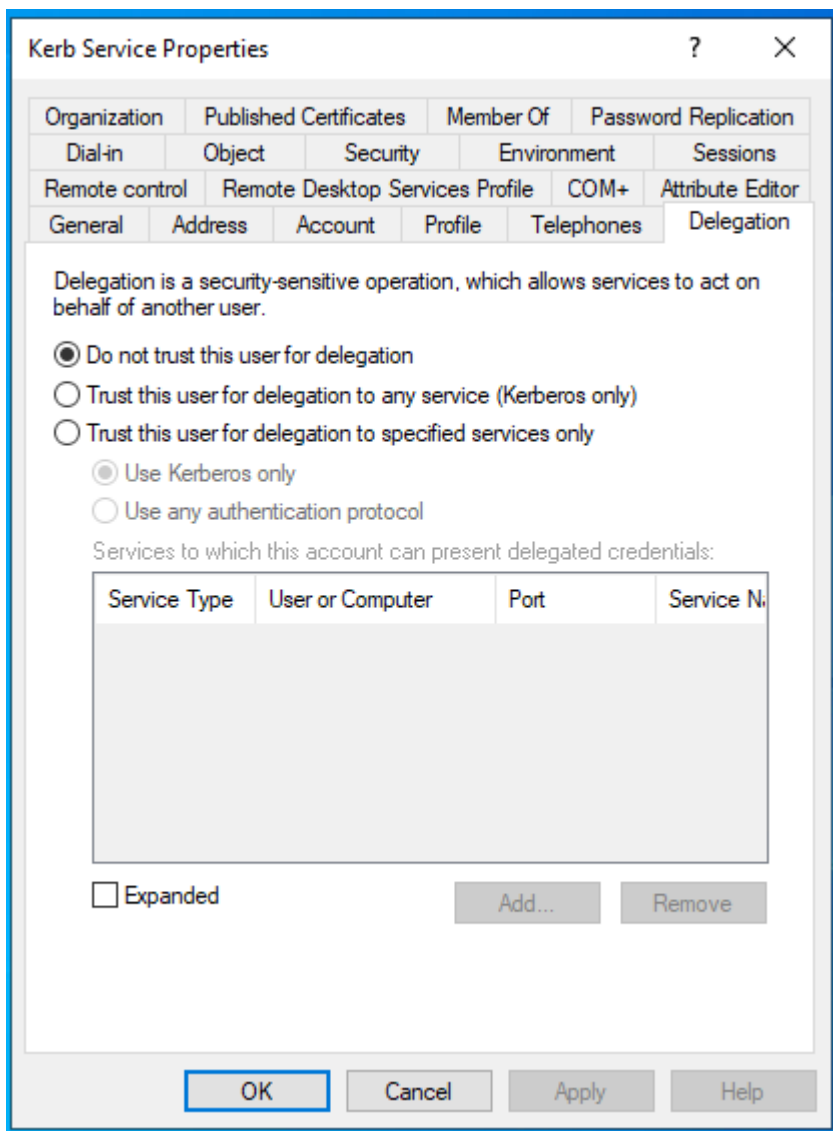 Kerb Service Properties
?
Organization Published Certificates Member Of Password Replication
Dial-in Object Security Environment Sessions
Remote control Remote Desktop Services Profile COM+ Attribute Editor
General Address Account Profile Telephones Delegation
Delegation is a security-sensitive operation, which allows services to act on
behalf of another user.
Do not trust this user for delegation
Trust this user for delegation to any service (Kerberos only)
Trust this user for delegation to specified services only
Use Kerberos only
Use any authentication protocol
Services to which this account can present delegated credentials:
Service Type User or Computer Port Service
Expanded Add... Remove
OK Cancel Apply Help